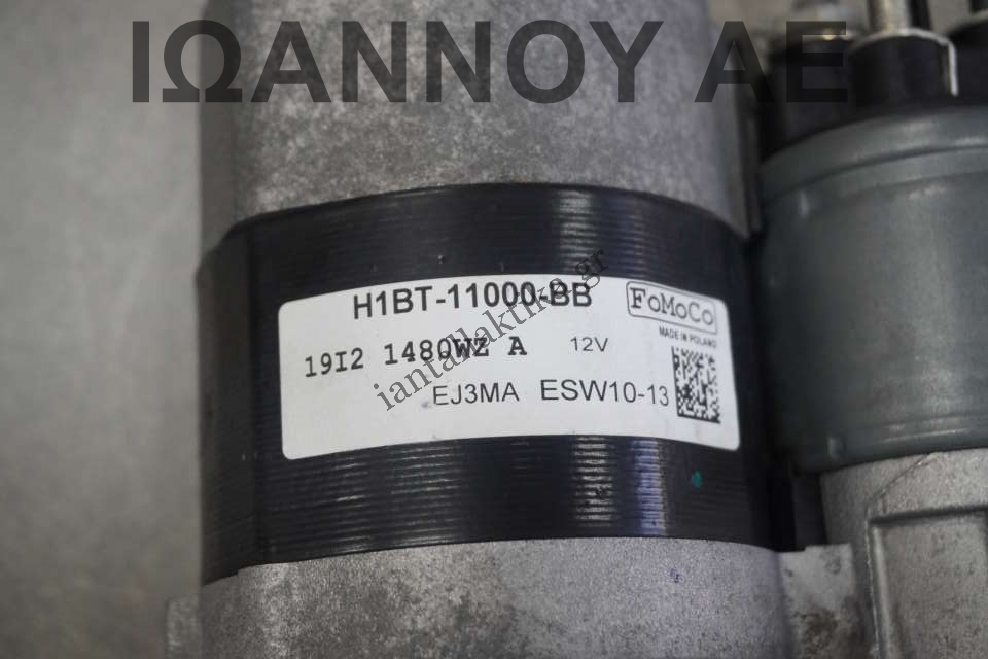 ΙΩΑΝΝΟΥ ΑΕ
H1BT-11000-BB FoMoCo
MADE IN POLAND
19I2 1480WZ A 12V
EJ3MA ESW10-13
iantallaktika.gr